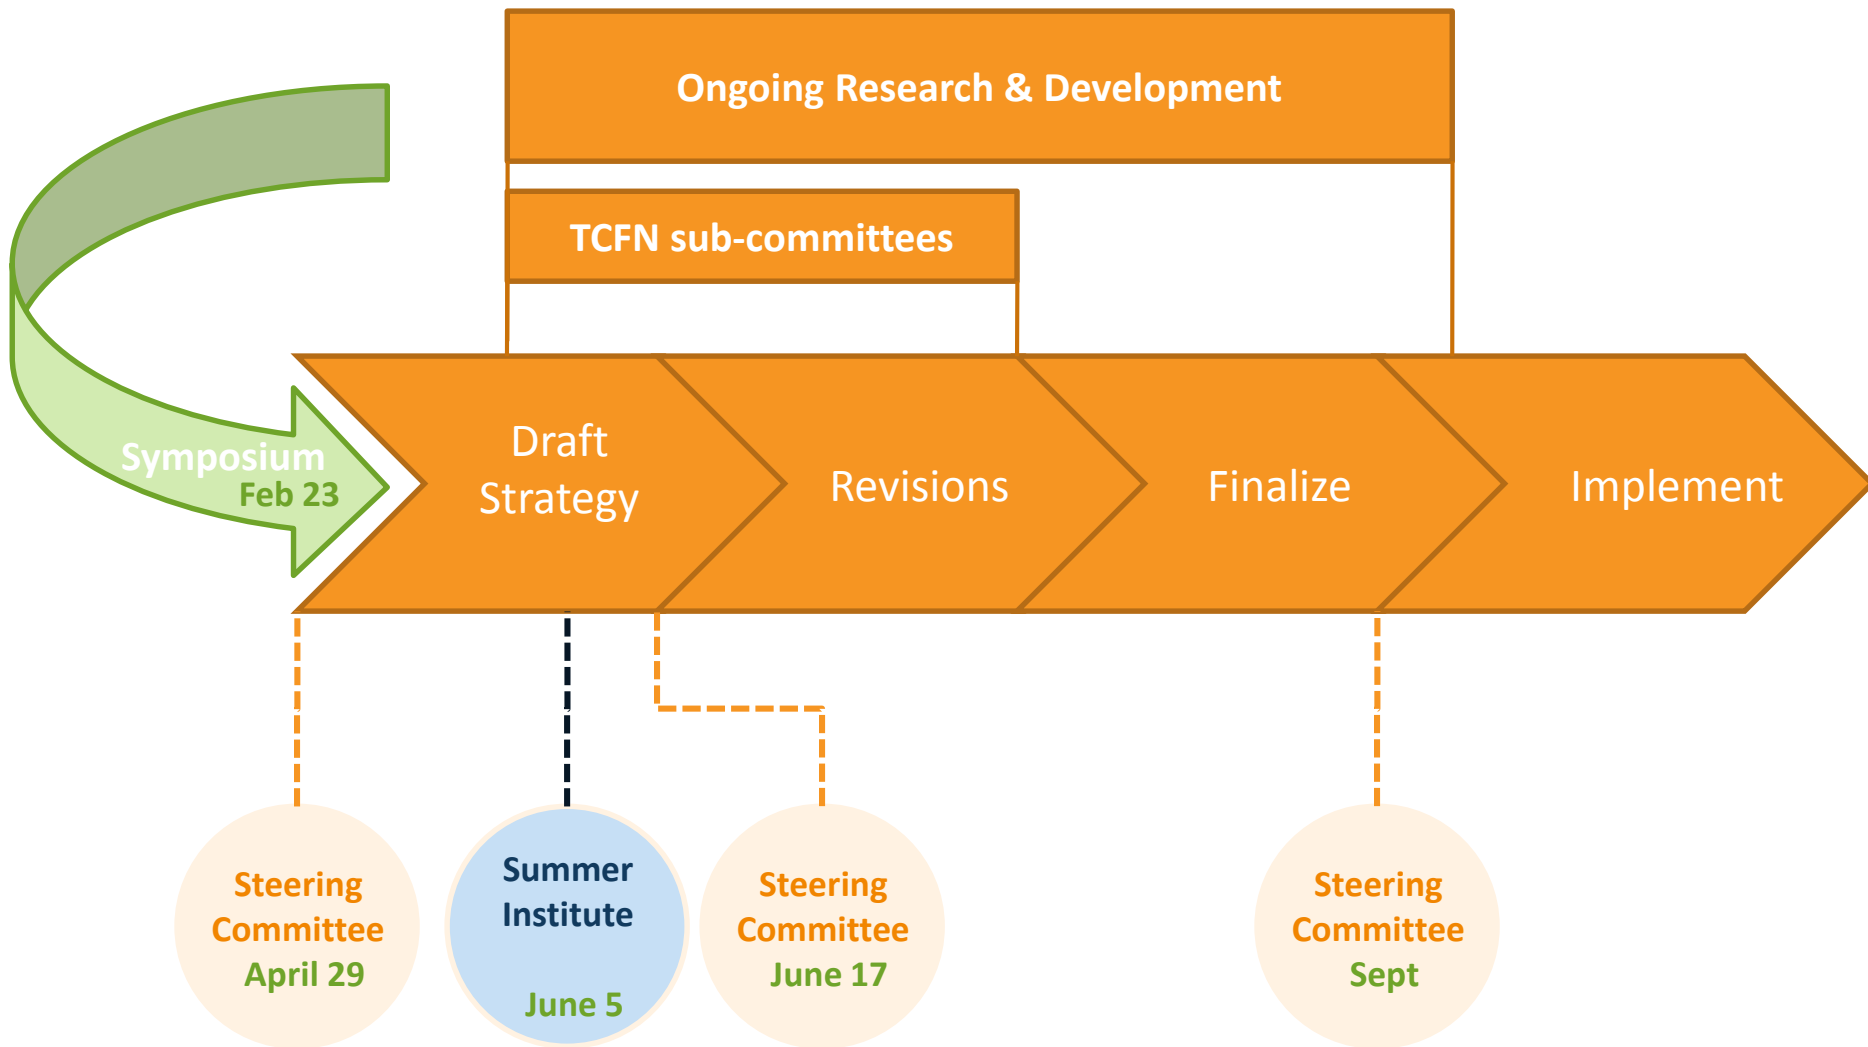 Ongoing Research & Development
TCFN sub-committees
Symposium
Feb 23
Draft
Strategy
Revisions
Finalize
Implement
Steering
Committee
April 29
Summer
Institute
June 5
Steering
Committee
June 17
Steering
Committee
Sept